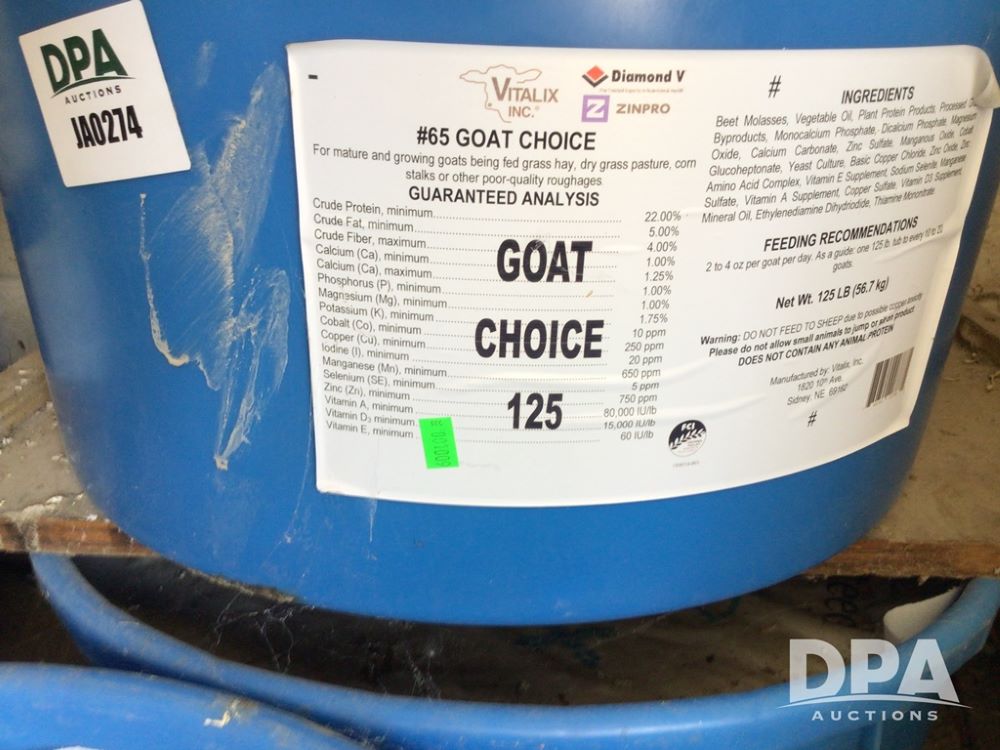 DPA
AUCTIONS
JA0274
VITALIX
INC.®
Diamond V
Z ZINPRO
#65 GOAT CHOICE
For mature and growing goats being fed grass hay, dry grass pasture, corn
stalks or other poor-quality roughages
GUARANTEED ANALYSIS
Crude Protein, minimum 22.00%
Crude Fat, minimum 5.00%
Crude Fiber, maximum 4.00%
Calcium (Ca), minimum 1.00%
Calcium (Ca), maximum 1.25%
Phosphorus (P), minimum 1.00%
Magnesium (Mg), minimum 1.00%
Potassium (K), minimum 1.75%
Cobalt (Co), minimum 10 ppm
Copper (Cu), minimum 250 ppm
Iodine (I), minimum 20 ppm
Manganese (Mn), minimum 650 ppm
Selenium (SE), minimum 5 ppm
Zinc (Zn), minimum 750 ppm
Vitamin A, minimum 80,000 IU/lb
Vitamin D3 minimum 15,000 IU/lb
Vitamin E, minimum 60 IU/lb
GOAT
CHOICE
125
#
INGREDIENTS
Beet Molasses, Vegetable Oil, Plant Protein Products, Processed
Byproducts, Monocalcium Phosphate, Dicalcium Phosphate, Magnesium
Oxide, Calcium Carbonate, Zinc Sulfate, Manganous Oxide, Cobalt
Glucoheptonate, Yeast Culture, Basic Copper Chloride, Zinc Oxide, Zinc
Amino Acid Complex, Vitamin E Supplement, Sodium Selenite, Manganese
Sulfate, Vitamin A Supplement, Copper Sulfate, Vitamin D3 Supplement,
Mineral Oil, Ethylenediamine Dihydriodide, Thiamine Mononitrate
FEEDING RECOMMENDATIONS
2 to 4 oz per goat per day. As a guide: one 125 lb. tub to every 10 to 20
goats.
Net Wt. 125 LB (56.7 kg)
Warning: DO NOT FEED TO SHEEP due to possible copper toxicity
Please do not allow small animals to jump or product
DOES NOT CONTAIN ANY ANIMAL PROTEIN
Manufactured by: Vitalix, Inc.
1820 10th Ave.
Sidney, NE 69162
#
FCI
DPA
AUCTIONS